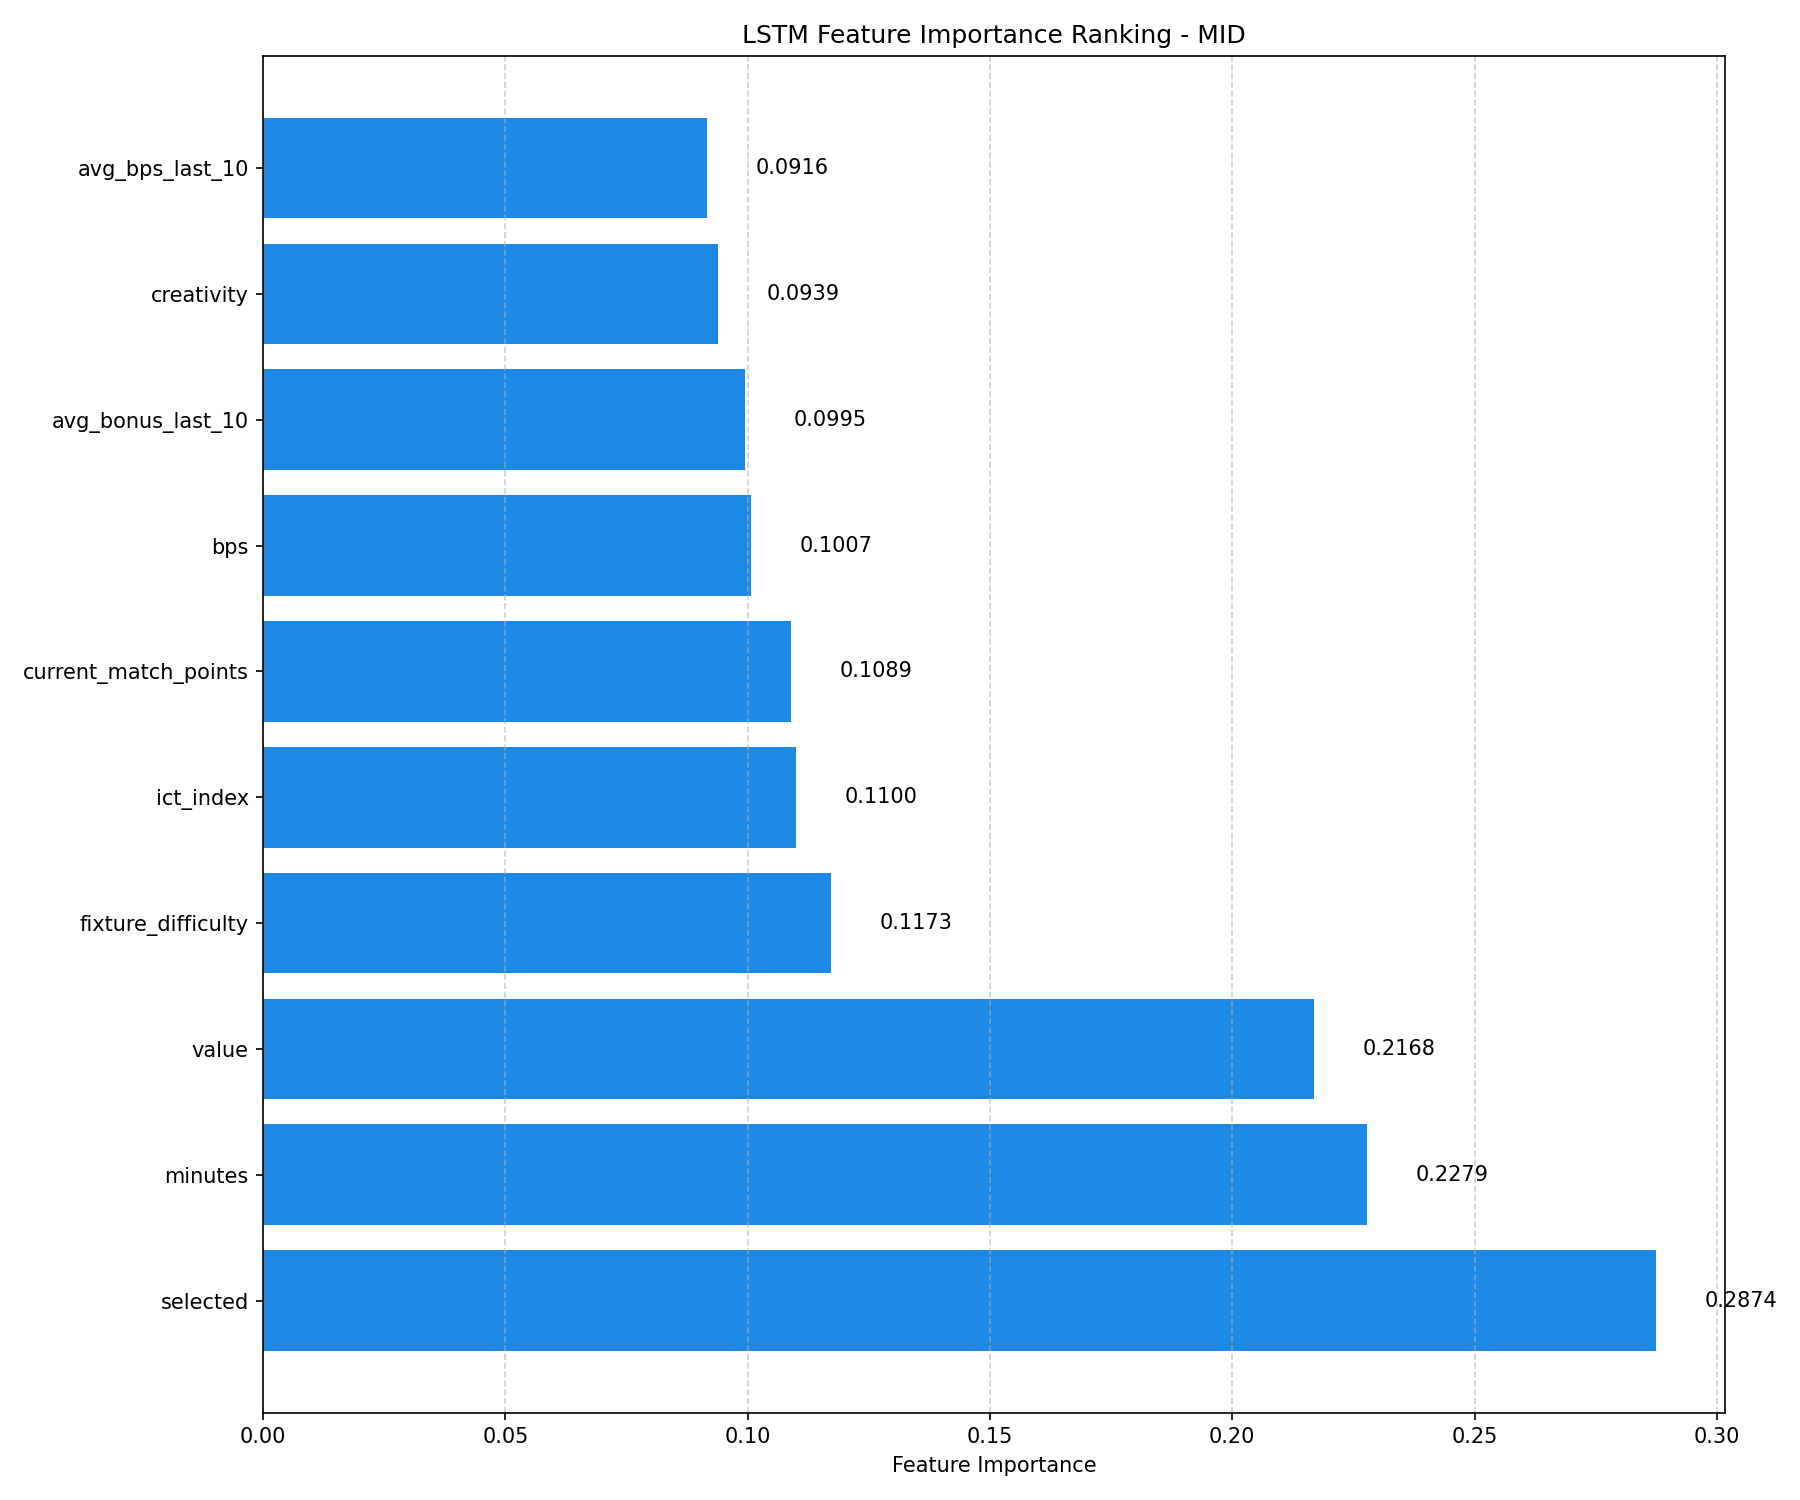 LSTM Feature Importance Ranking - MID
avg_bps_last_10 0.0916
creativity 0.0939
avg_bonus_last_10 0.0995
bps 0.1007
current_match_points 0.1089
ict_index 0.1100
fixture_difficulty 0.1173
value 0.2168
minutes 0.2279
selected 0.2874
0.00 0.05 0.10 0.15 0.20 0.25 0.30
Feature Importance